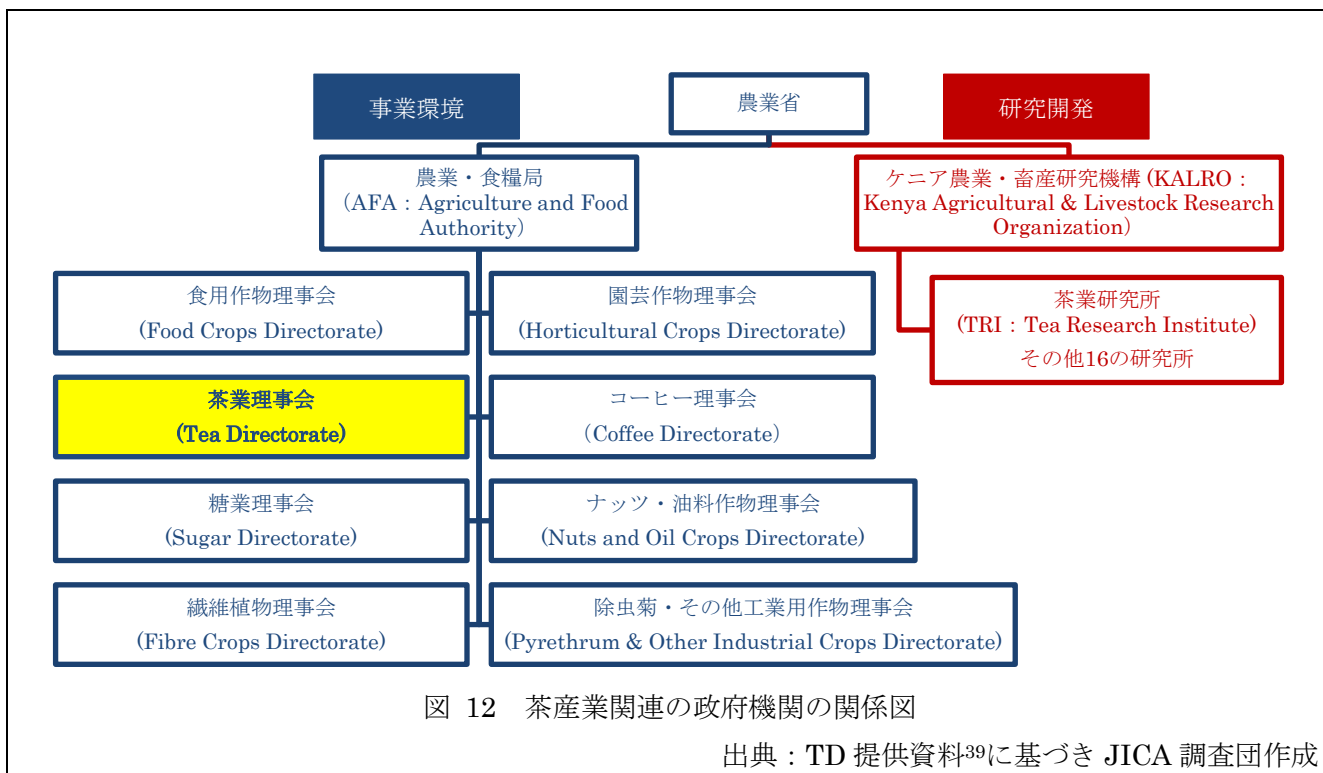 事業環境
農業省
研究開発
農業・食糧局
(AFA：Agriculture and Food
Authority）
ケニア農業・畜産研究機構 (KALRO：
Kenya Agricultural & Livestock Research
Organization）
食用作物理事会
(Food Crops Directorate)
園芸作物理事会
(Horticultural Crops Directorate)
茶業研究所
(TRI：Tea Research Institute)
その他16の研究所
茶業理事会
(Tea Directorate)
コーヒー理事会
（Coffee Directorate）
糖業理事会
(Sugar Directorate)
ナッツ・油料作物理事会
(Nuts and Oil Crops Directorate)
繊維植物理事会
(Fibre Crops Directorate)
除虫菊・その他工業用作物理事会
(Pyrethrum & Other Industrial Crops Directorate)
図 12　茶産業関連の政府機関の関係図
出典：TD 提供資料39に基づき JICA 調査団作成